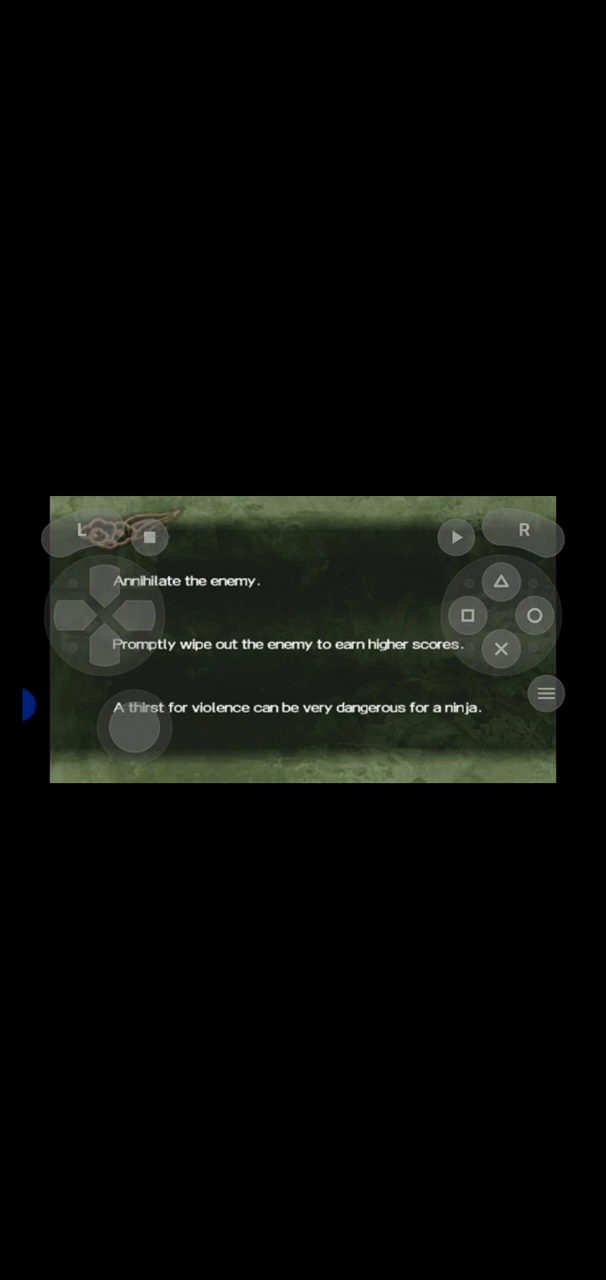 L
R
Annihilate the enemy.
Promptly wipe out the enemy to earn higher scores.
A thirst for violence can be very dangerous for a ninja.